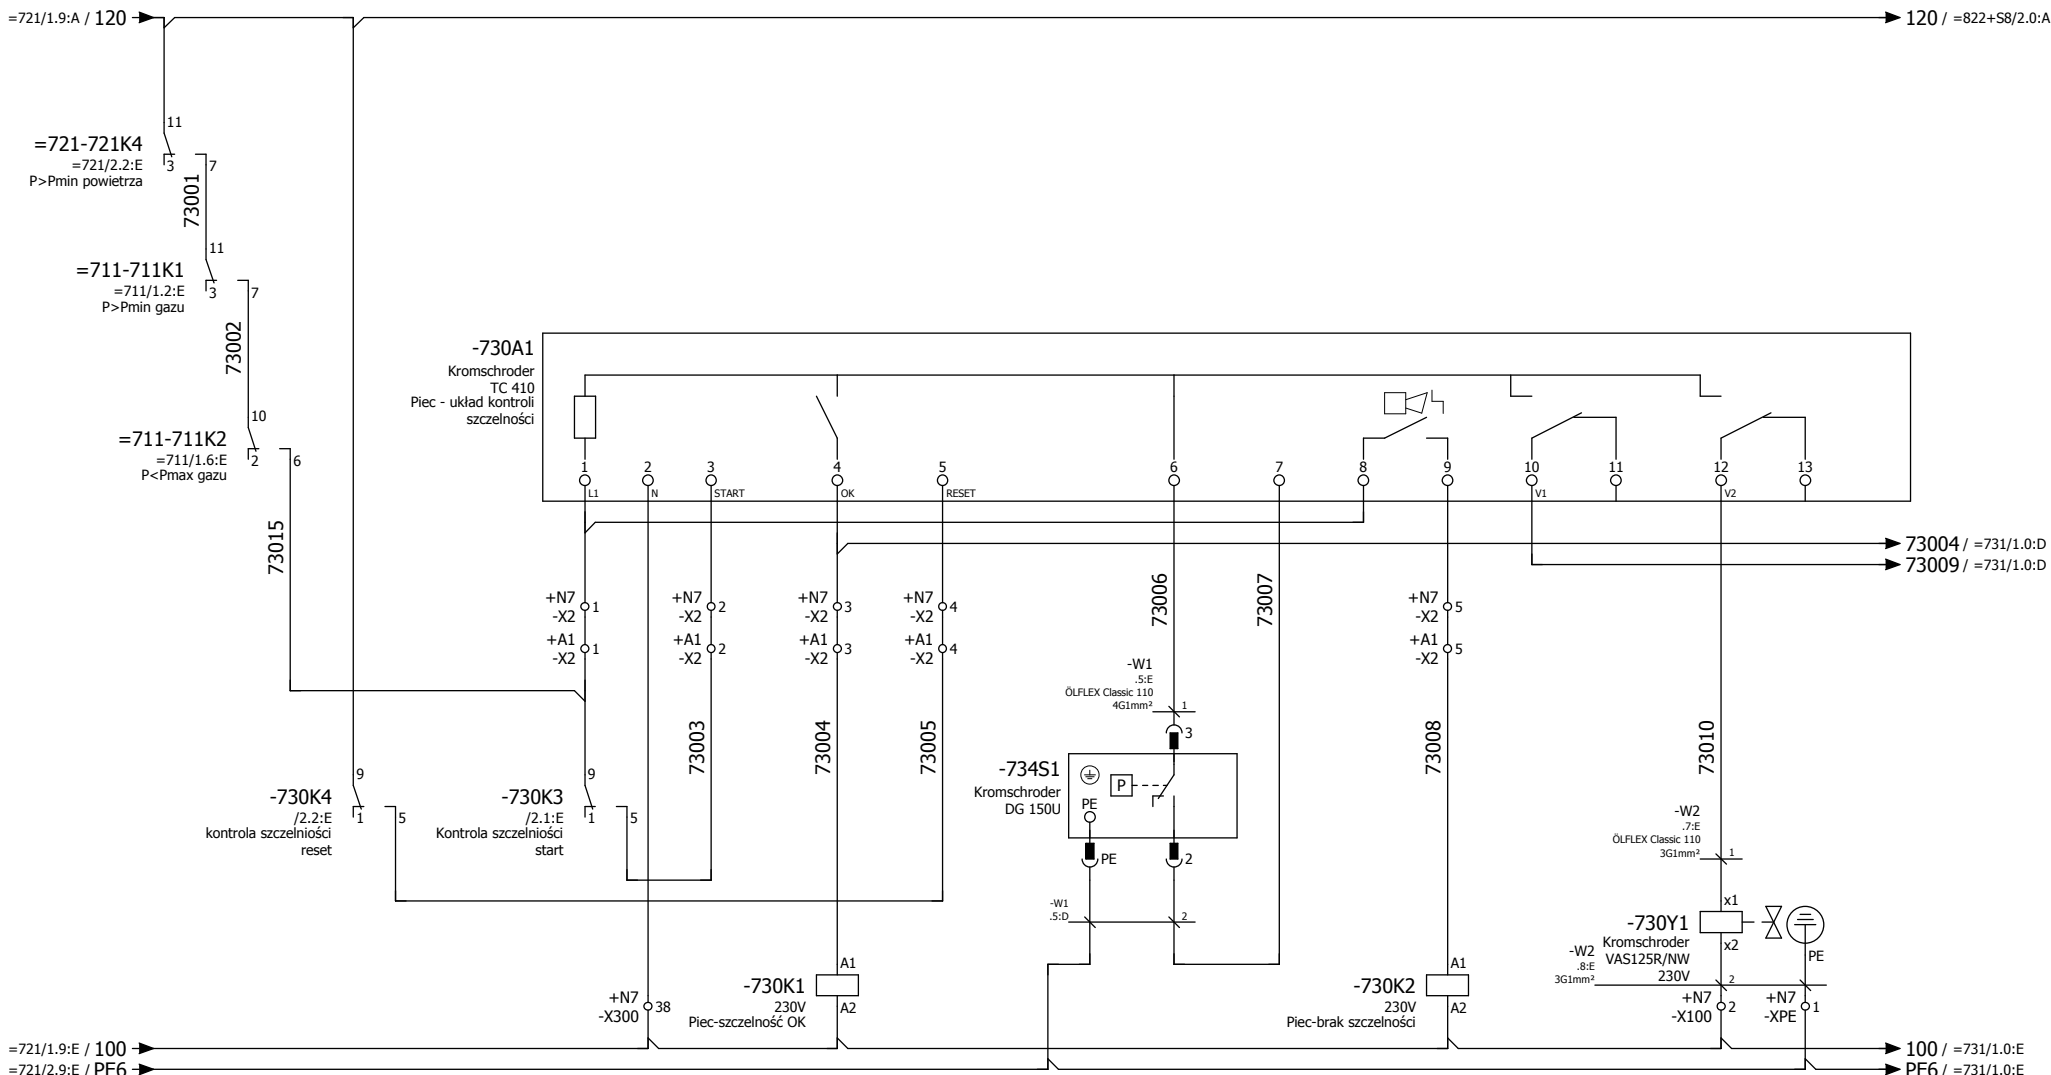 =721/1.9:A / 120
120 / =822+S8/2.0:A
11
=721-721K4
=721/2.2:E
P>Pmin powietrza
3
7
73001
11
=711-711K1
=711/1.2:E
P>Pmin gazu
3
7
73002
10
=711-711K2
=711/1.6:E
P<Pmax gazu
2
6
73015
-730A1
Kromschroder
TC 410
Piec - układ kontroli
szczelności
1
2
3
4
5
6
7
8
9
10
11
12
13
L1
N
START
OK
RESET
V1
V2
73004 / =731/1.0:D
73009 / =731/1.0:D
+N7
-X2
1
+A1
-X2
1
+N7
-X2
2
+A1
-X2
2
+N7
-X2
3
+A1
-X2
3
+N7
-X2
4
+A1
-X2
4
73006
73007
+N7
-X2
5
+A1
-X2
5
-W1
.5:E
ÖLFLEX Classic 110
4G1mm²
1
3
73003
73004
73005
73008
73010
9
-730K4
/2.2:E
kontrola szczelniości
reset
1
5
9
-730K3
/2.1:E
Kontrola szczelniości
start
1
5
-734S1
Kromschroder
DG 150U
PE
P
PE
2
-W1
.5:D
2
-W2
.7:E
ÖLFLEX Classic 110
3G1mm²
1
x1
-730Y1
Kromschroder
VAS125R/NW
230V
x2
PE
-W2
.8:E
3G1mm²
2
+N7
-X300
38
A1
-730K1
230V
Piec-szczelność OK
A2
A1
-730K2
230V
Piec-brak szczelności
A2
+N7
-X100
2
+N7
-XPE
1
=721/1.9:E / 100
100 / =731/1.0:E
=721/2.9:E / PE6
PE6 / =731/1.0:E